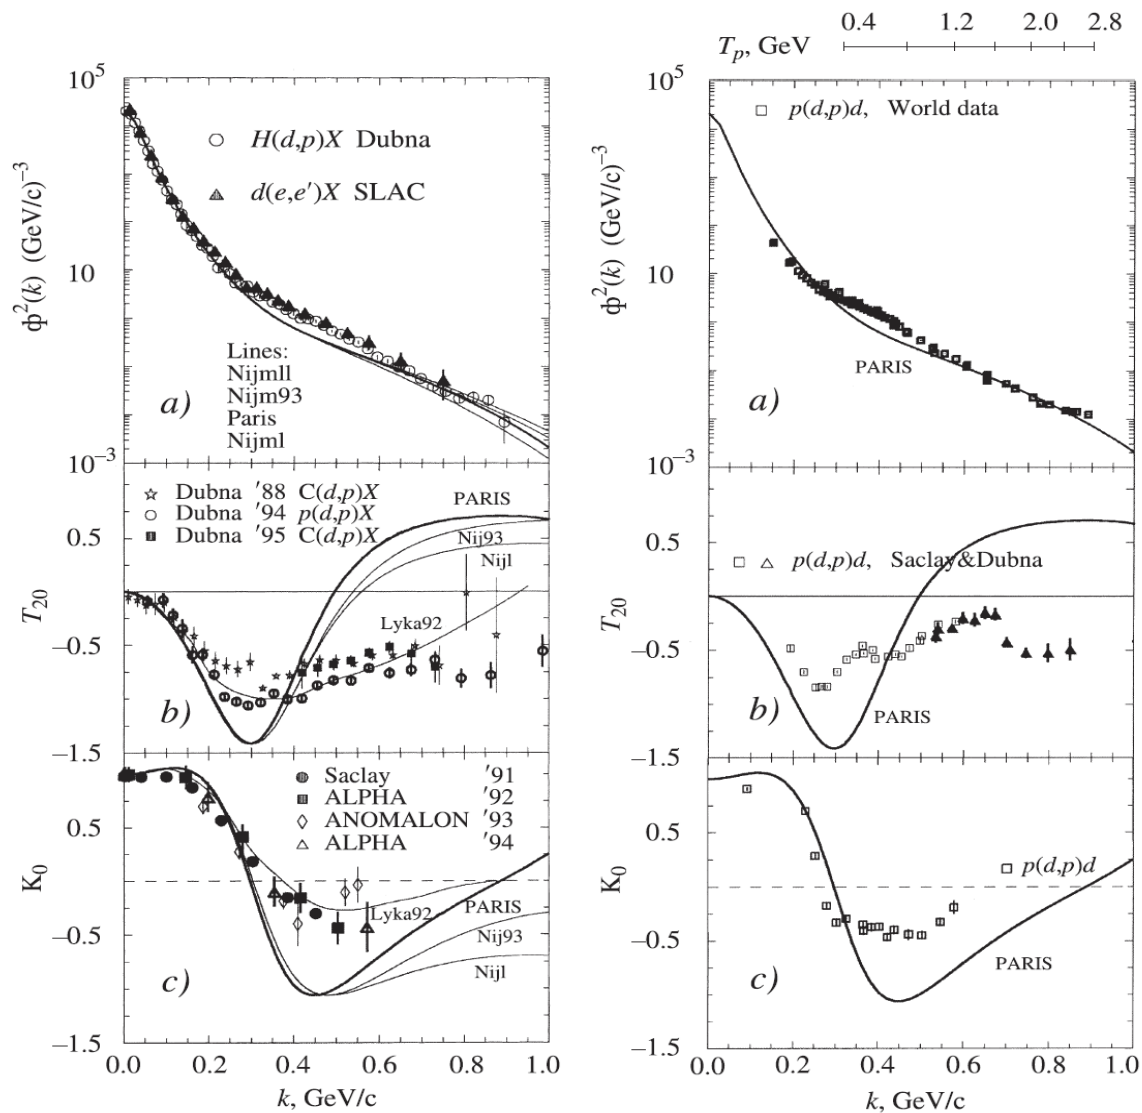 T_p, GeV
0.4 1.2 2.0 2.8
10^5
10
10^−3
ф^2(k) (GeV/c)^−3
H(d,p)X Dubna
d(e,e′)X SLAC
Lines:
Nijmll
Nijm93
Paris
Nijml
a)
Dubna ′88 C(d,p)X
Dubna ′94 p(d,p)X
Dubna ′95 C(d,p)X
PARIS
Nij93
Nijl
Lyka92
0.5
−0.5
−1.5
T_20
b)
Saclay ′91
ALPHA ′92
ANOMALON ′93
ALPHA ′94
Lyka92
PARIS
Nij93
Nijl
0.5
−0.5
−1.5
K_0
c)
0.0 0.2 0.4 0.6 0.8 1.0
k, GeV/c
10^5
10
10^−3
ф^2(k) (GeV/c)^−3
p(d,p)d, World data
PARIS
a)
0.5
−0.5
−1.5
T_20
p(d,p)d, Saclay&Dubna
PARIS
b)
0.5
−0.5
−1.5
K_0
p(d,p)d
PARIS
c)
0.0 0.2 0.4 0.6 0.8 1.0
k, GeV/c